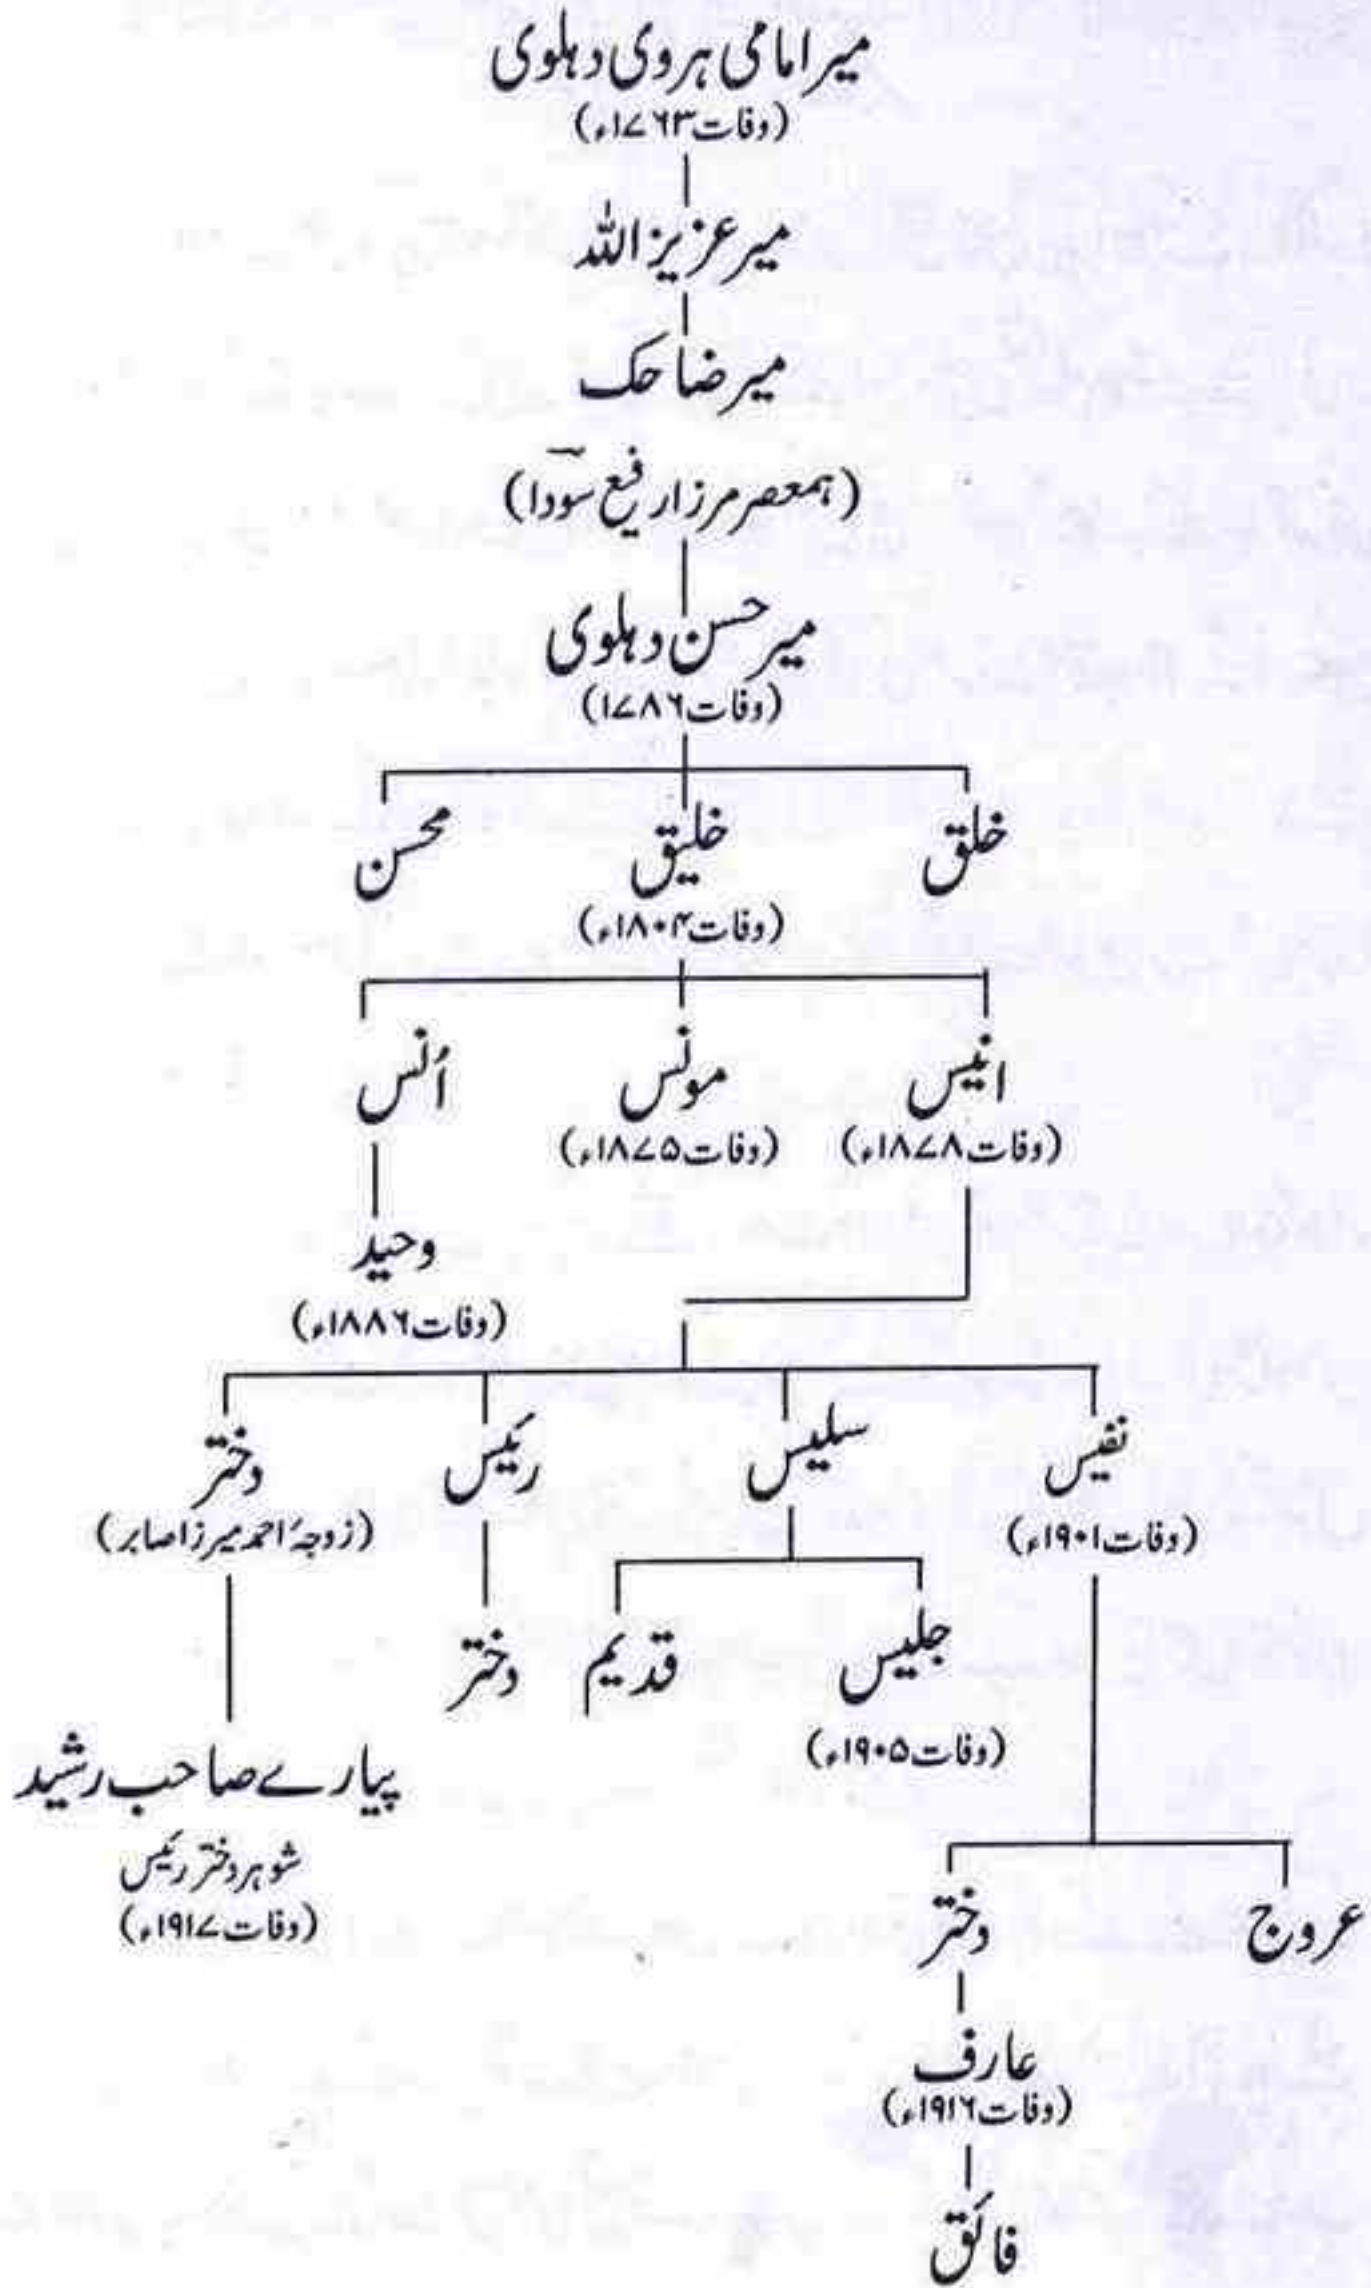 میر امامی ہروی دہلوی
(وفات ۱۷۶۳ء)
میر عزیز اللہ
میر ضاحک
(ہمعصر مرزا رفیع سودا)
میر حسن دہلوی
(وفات ۱۷۸۶)
خلق
خلیق
محسن
(وفات ۱۸۰۴ء)
انیس
مونس
اُنس
(وفات ۱۸۷۸ء)
(وفات ۱۸۷۵ء)
وحید
(وفات ۱۸۸۶ء)
نفیس
سلیس
رئیس
دختر
(وفات ۱۹۰۱ء)
(زوجۂ احمد میرزا صابر)
جلیس
قدیم
دختر
(وفات ۱۹۰۵ء)
پیارے صاحب رشید
شوہر دختر رئیس
(وفات ۱۹۱۷ء)
عروج
دختر
عارف
(وفات ۱۹۱۶ء)
فائق